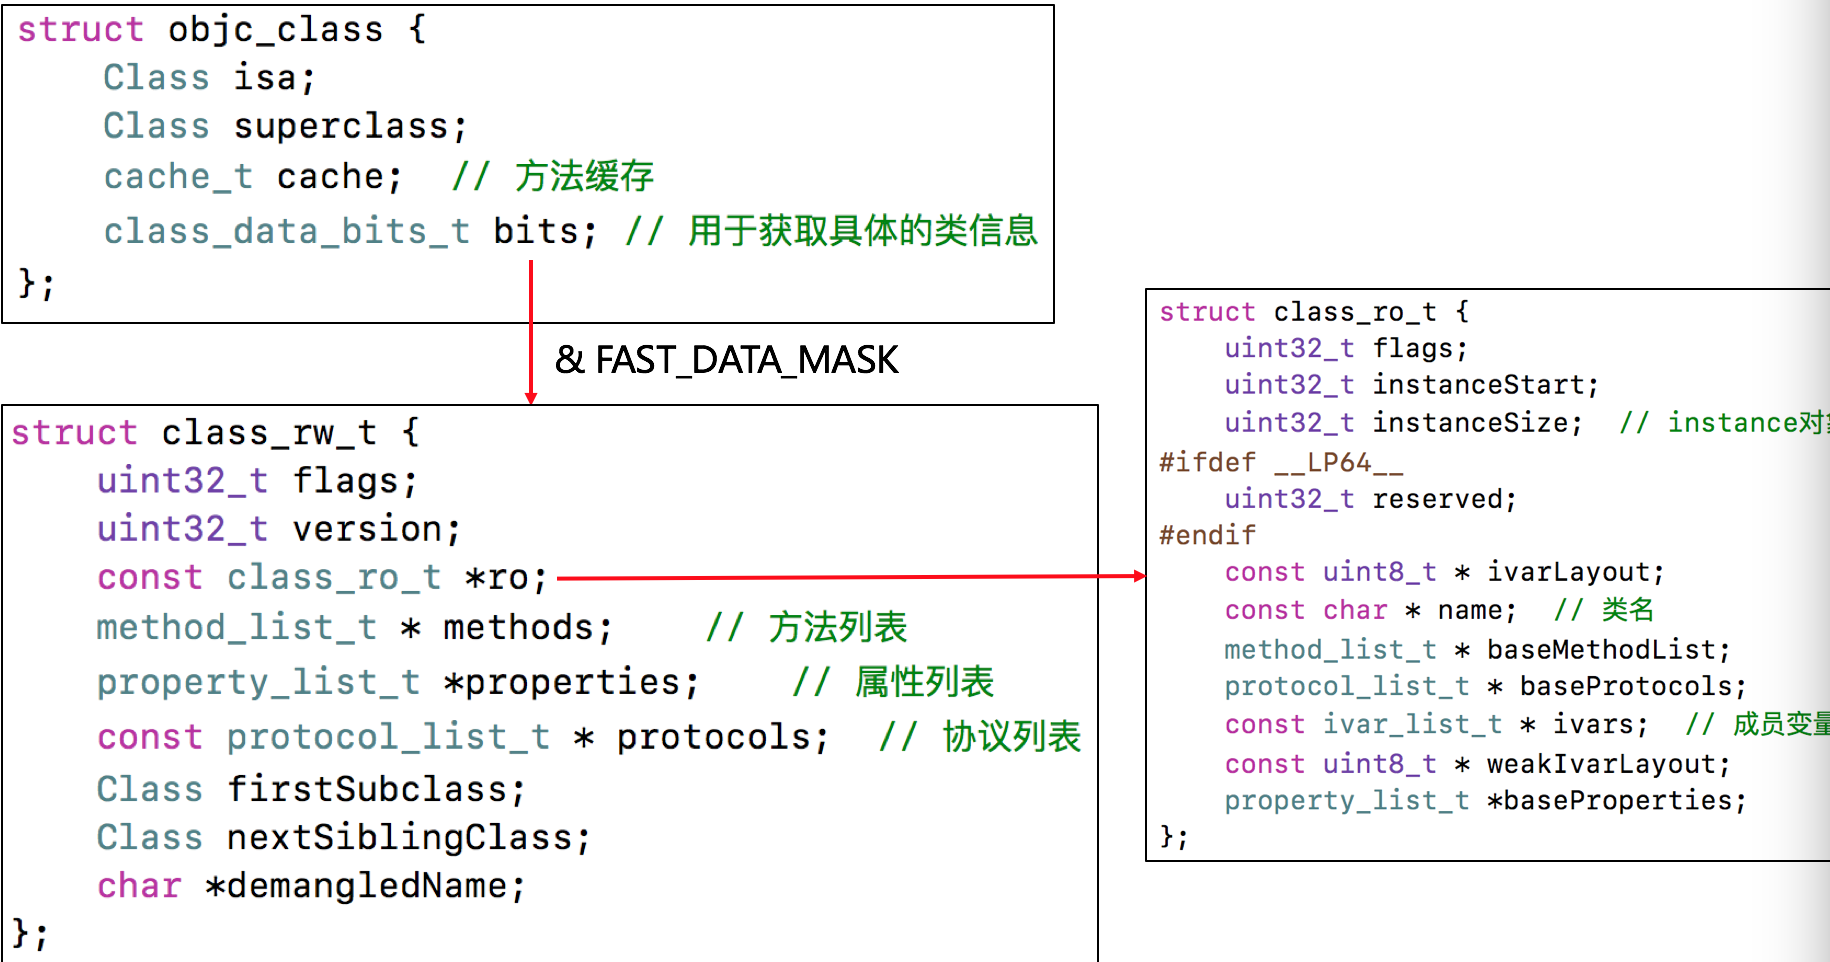 struct objc_class {
    Class isa;
    Class superclass;
    cache_t cache;  // 方法缓存
    class_data_bits_t bits; // 用于获取具体的类信息
};
& FAST_DATA_MASK
struct class_rw_t {
    uint32_t flags;
    uint32_t version;
    const class_ro_t *ro;
    method_list_t * methods;    // 方法列表
    property_list_t *properties;    // 属性列表
    const protocol_list_t * protocols;  // 协议列表
    Class firstSubclass;
    Class nextSiblingClass;
    char *demangledName;
};
struct class_ro_t {
    uint32_t flags;
    uint32_t instanceStart;
    uint32_t instanceSize;  // instance对
#ifdef __LP64__
    uint32_t reserved;
#endif
    const uint8_t * ivarLayout;
    const char * name;  // 类名
    method_list_t * baseMethodList;
    protocol_list_t * baseProtocols;
    const ivar_list_t * ivars;  // 成员变量
    const uint8_t * weakIvarLayout;
    property_list_t *baseProperties;
};